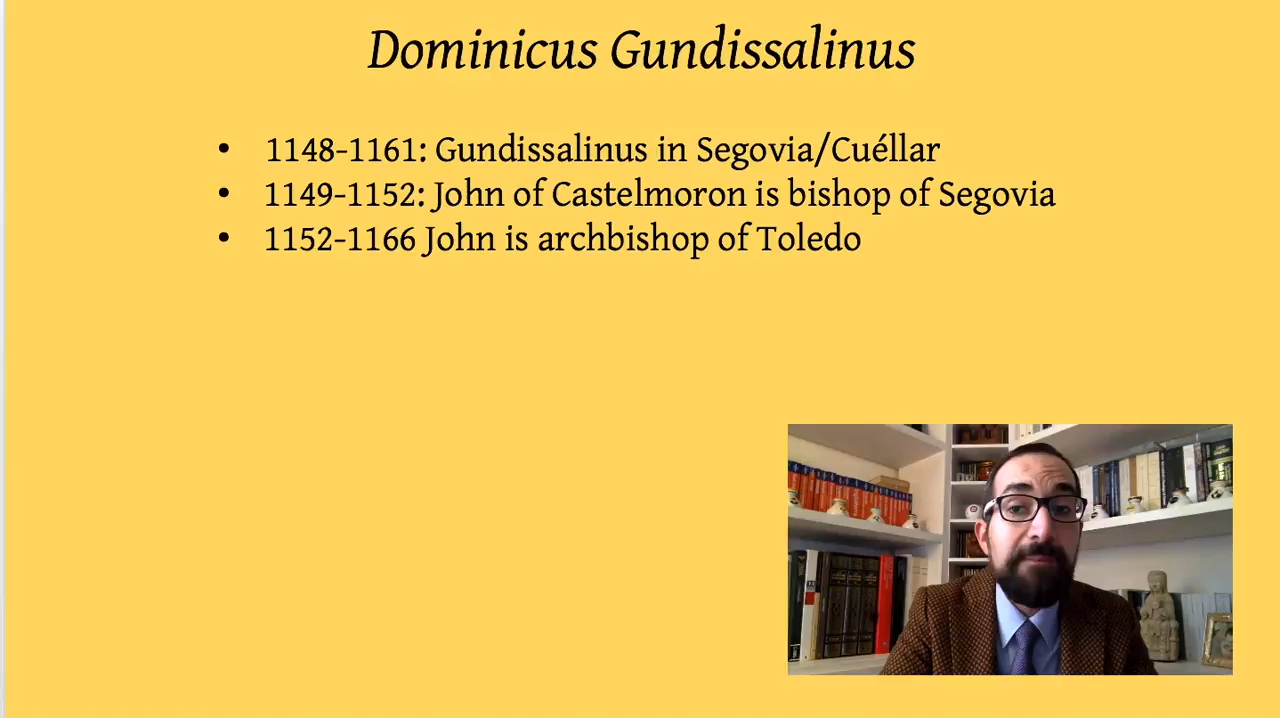 Dominicus Gundissalinus
• 1148-1161: Gundissalinus in Segovia/Cuéllar
• 1149-1152: John of Castelmoron is bishop of Segovia
• 1152-1166 John is archbishop of Toledo